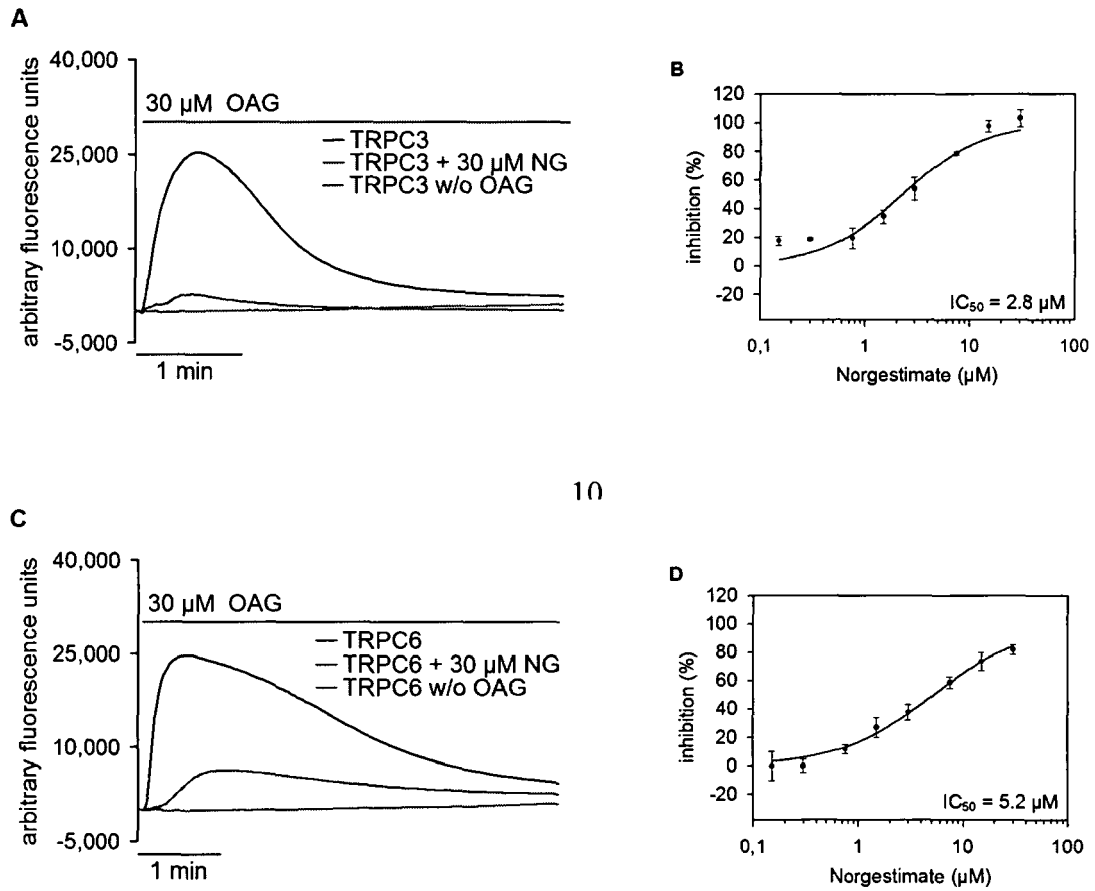 A
arbitrary fluorescence units
40,000
25,000
10,000
-5,000
30 µM OAG
TRPC3
TRPC3 + 30 µM NG
TRPC3 w/o OAG
1 min
B
inhibition (%)
120
100
80
60
40
20
0
-20
IC50 = 2.8 µM
0,1
1
10
100
Norgestimate (µM)
10
C
arbitrary fluorescence units
40,000
25,000
10,000
-5,000
30 µM OAG
TRPC6
TRPC6 + 30 µM NG
TRPC6 w/o OAG
1 min
D
inhibition (%)
120
100
80
60
40
20
0
-20
IC50 = 5.2 µM
0,1
1
10
100
Norgestimate (µM)